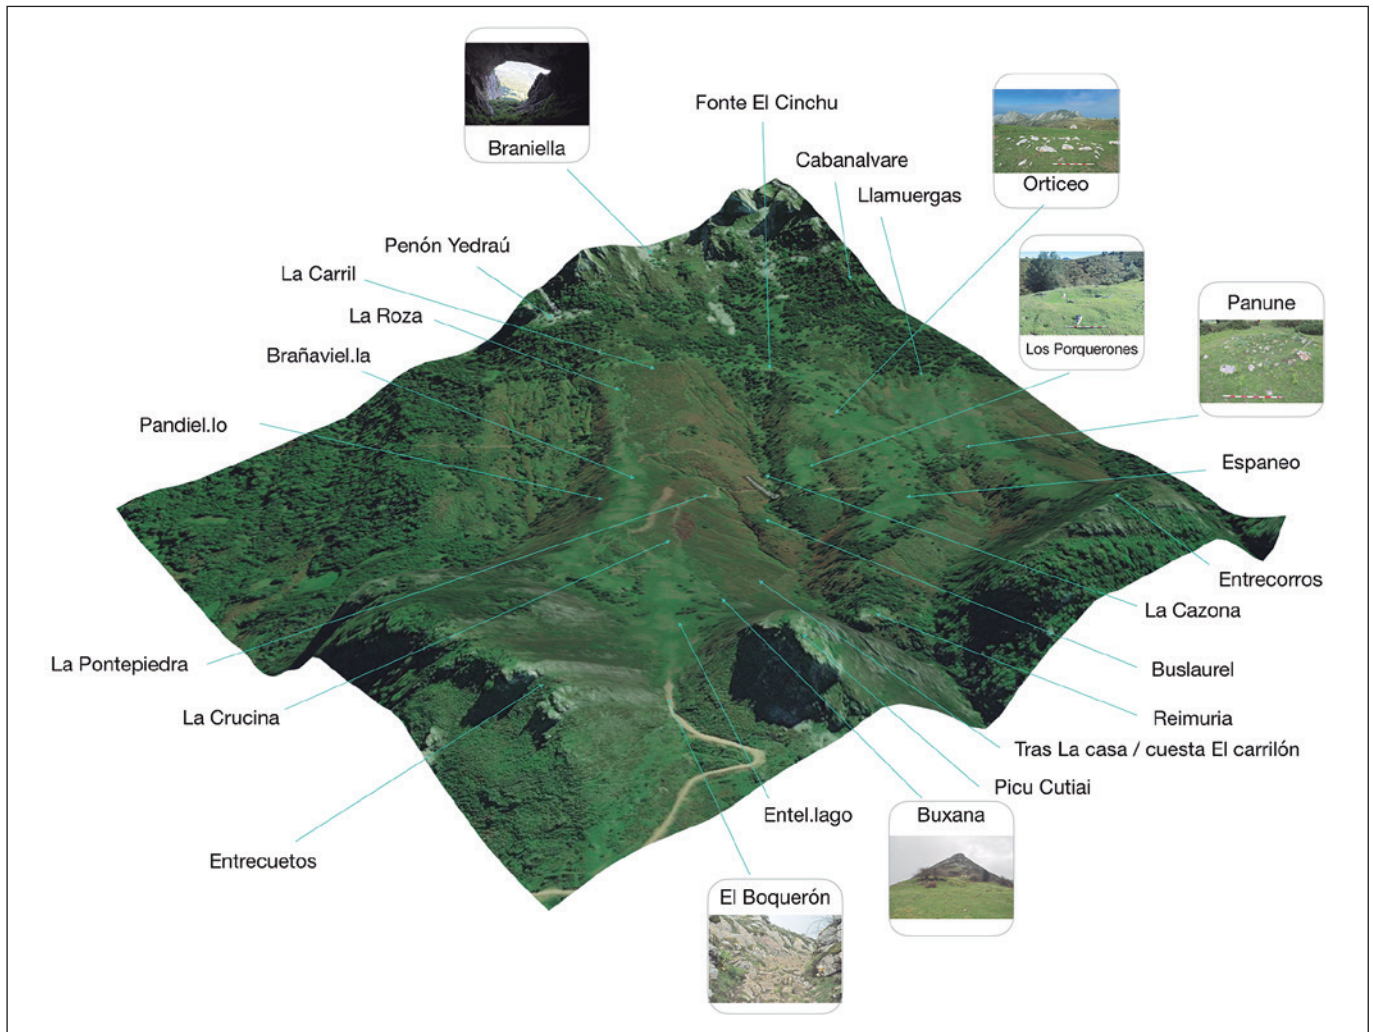 Braniella
Fonte El Cinchu
Cabanalvare
Llamuergas
Orticeo
Penón Yedraú
La Carril
La Roza
Brañaviel.la
Pandiel.lo
Los Porquerones
Panune
Espaneo
Entrecorros
La Cazona
Buslaurel
Reimuria
Tras La casa / cuesta El carrilón
Picu Cutiai
La Pontepiedra
La Crucina
Entrecuetos
Entel.lago
Buxana
El Boquerón